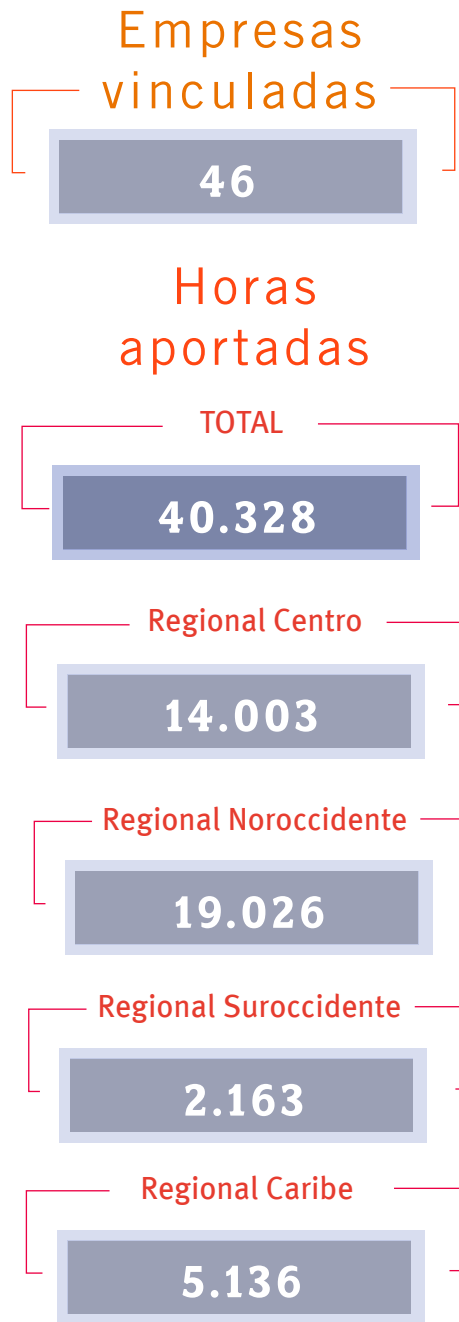 Empresas
vinculadas
46
Horas
aportadas
TOTAL
40.328
Regional Centro
14.003
Regional Noroccidente
19.026
Regional Suroccidente
2.163
Regional Caribe
5.136